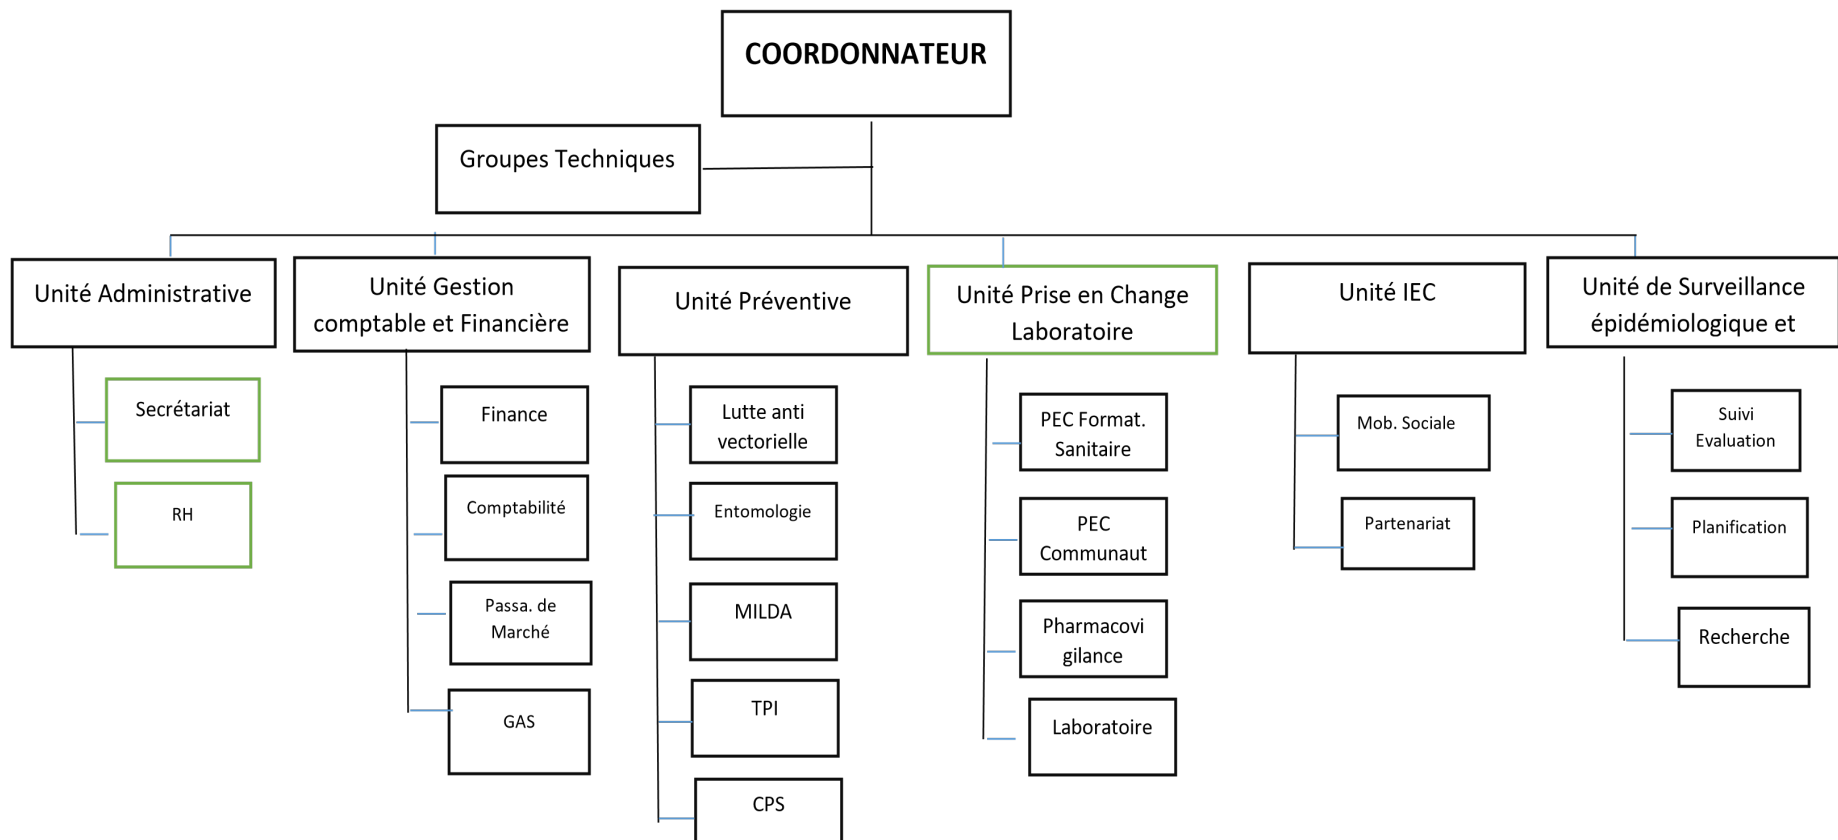 COORDONNATEUR
Groupes Techniques
Unité Administrative
Secrétariat
RH
Unité Gestion
comptable et Financière
Finance
Comptabilité
Passa. de
Marché
GAS
Unité Préventive
Lutte anti
vectorielle
Entomologie
MILDA
TPI
CPS
Unité Prise en Change
Laboratoire
PEC Format.
Sanitaire
PEC
Communaut
Pharmacovi
gilance
Laboratoire
Unité IEC
Mob. Sociale
Partenariat
Unité de Surveillance
épidémiologique et
Suivi
Evaluation
Planification
Recherche